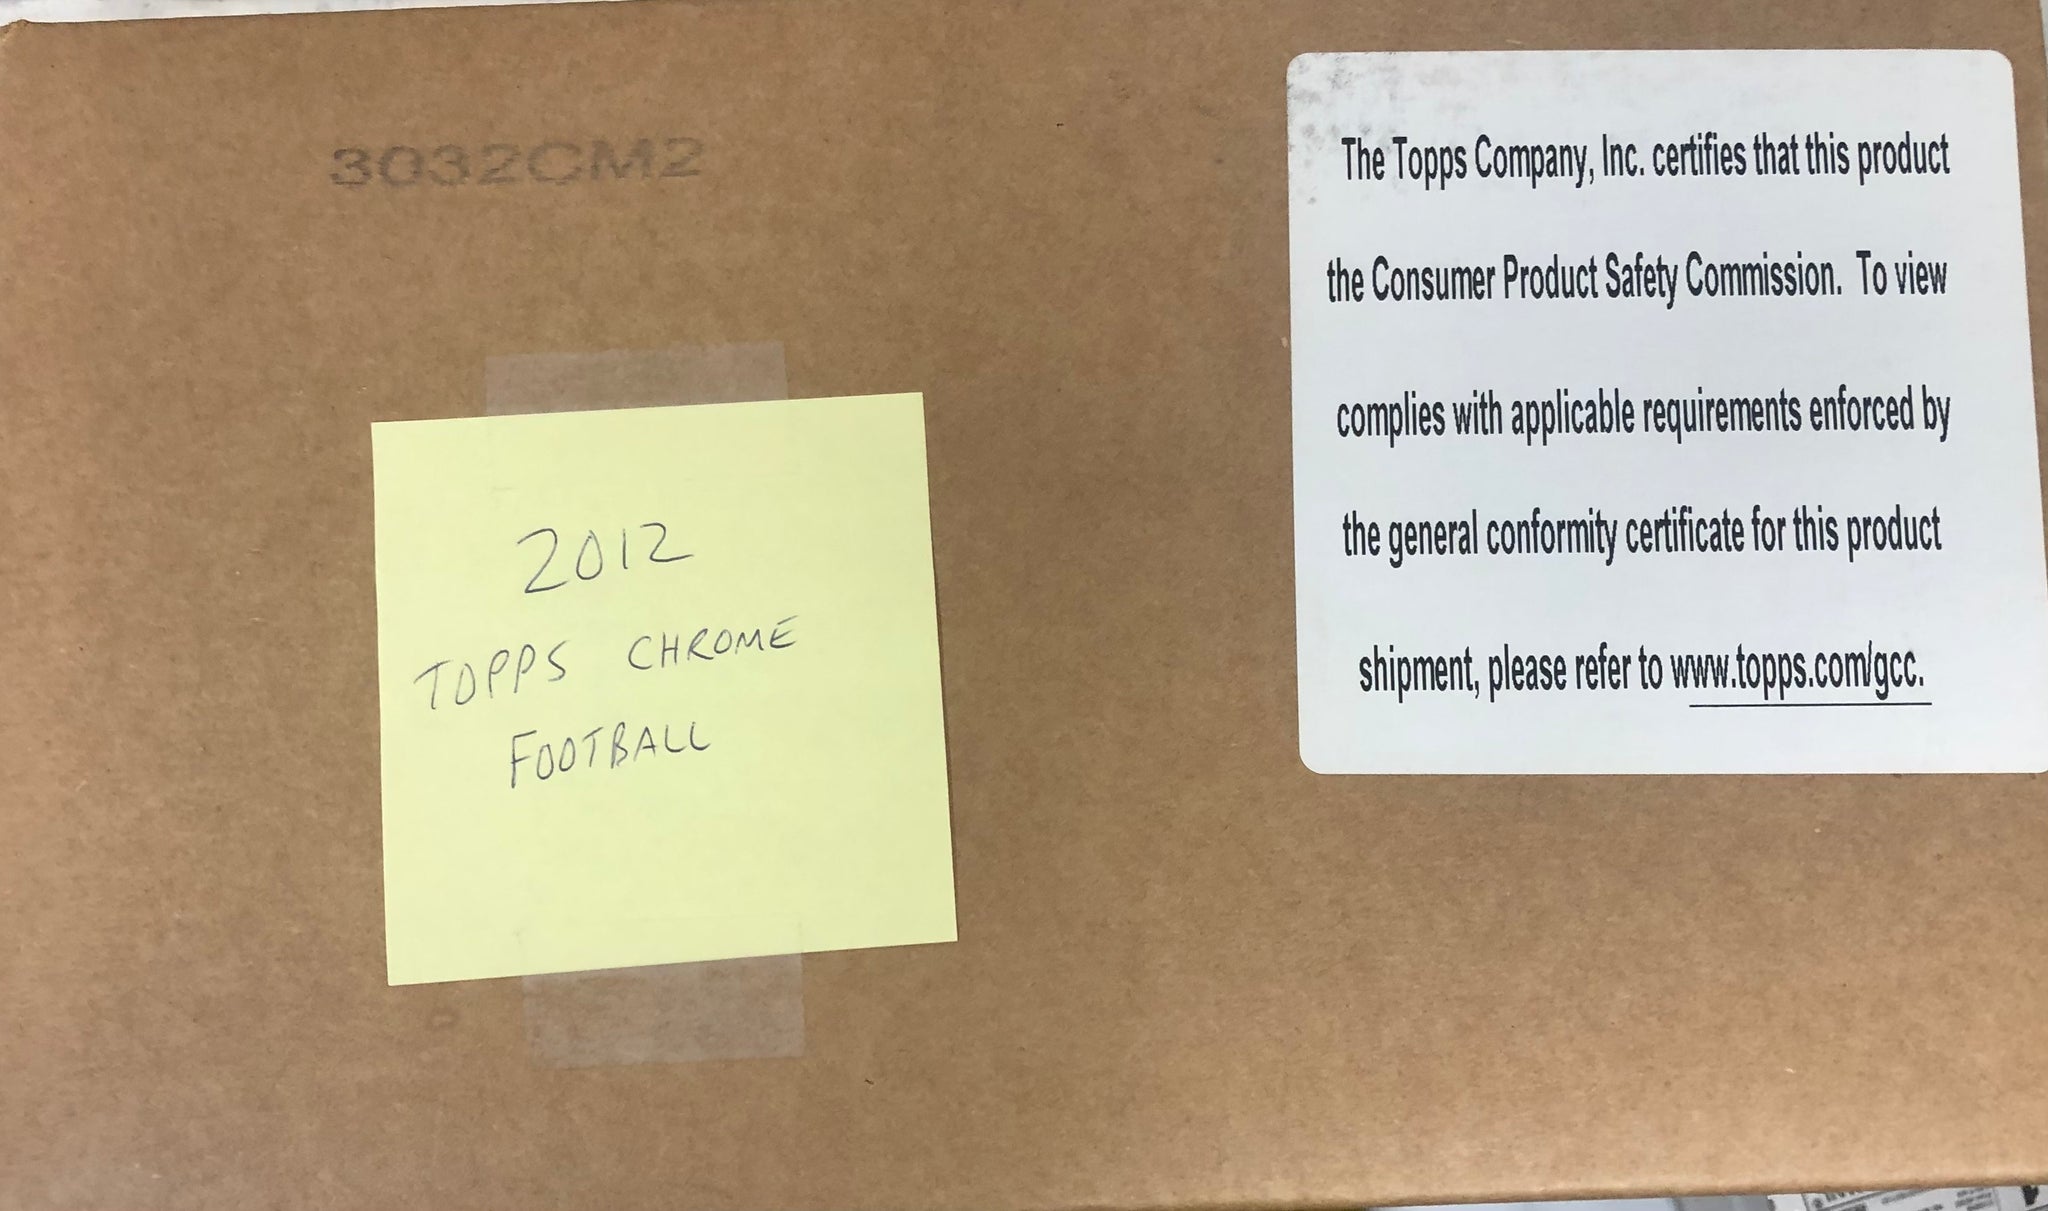 3032CM2
2012
TOPPS CHROME
FOOTBALL
The Topps Company, Inc. certifies that this product
the Consumer Product Safety Commission. To view
complies with applicable requirements enforced by
the general conformity certificate for this product
shipment, please refer to www.topps.com/gcc.